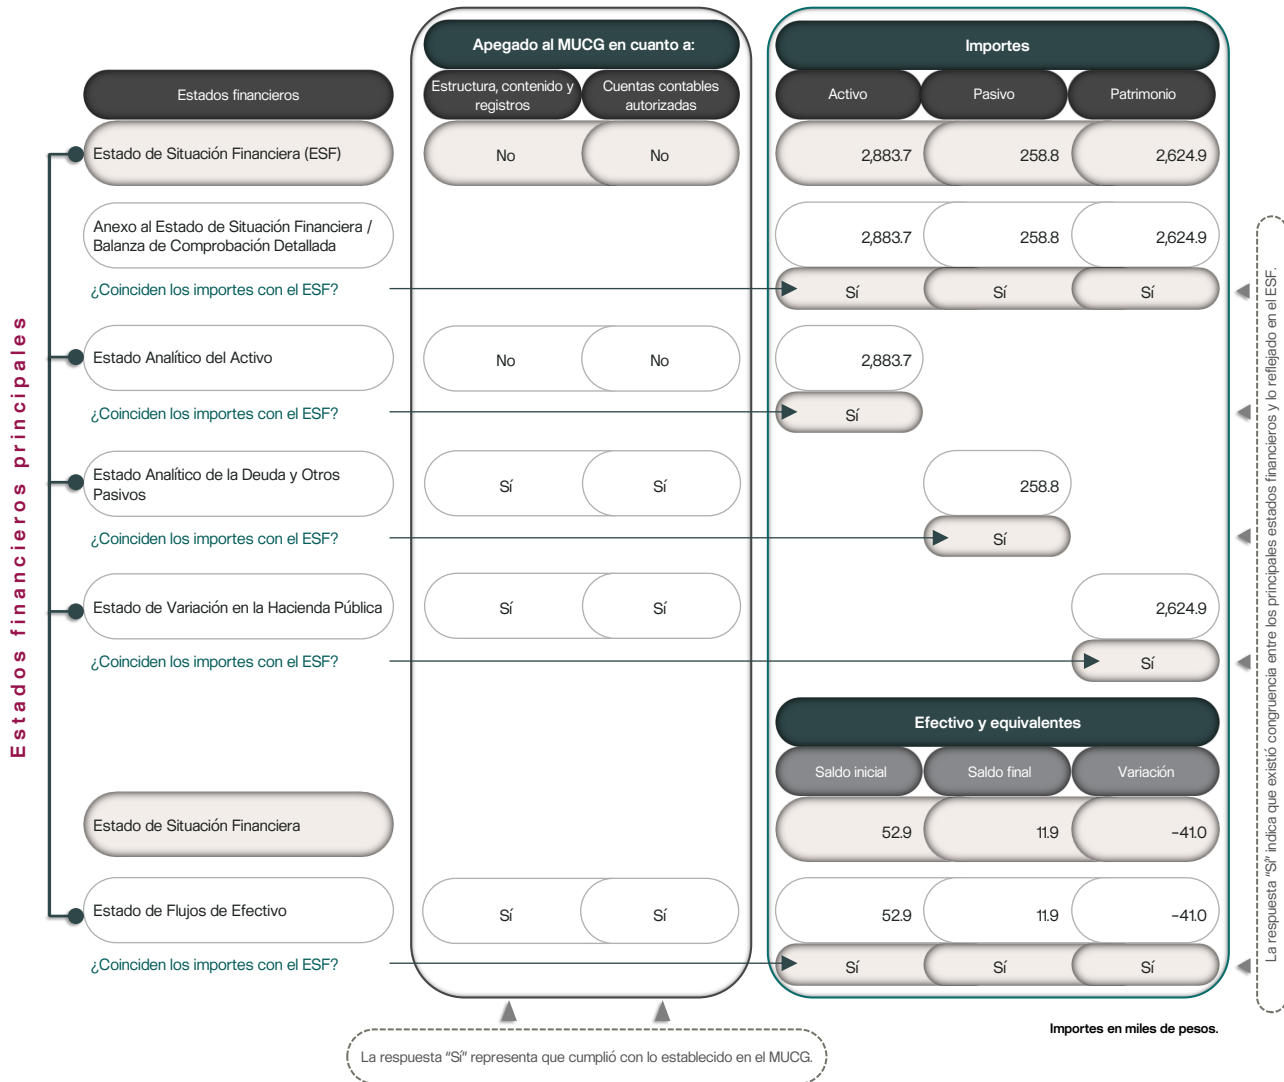 Apegado al MUCG en cuanto a:
Importes
Estados financieros
Estructura, contenido y
registros
Cuentas contables
autorizadas
Activo
Pasivo
Patrimonio
Estados financieros principales
Estado de Situación Financiera (ESF)
No
No
2,883.7
258.8
2,624.9
Anexo al Estado de Situación Financiera /
Balanza de Comprobación Detallada
2,883.7
258.8
2,624.9
¿Coinciden los importes con el ESF?
Sí
Sí
Sí
Estado Analítico del Activo
No
No
2,883.7
¿Coinciden los importes con el ESF?
Sí
Estado Analítico de la Deuda y Otros
Pasivos
Sí
Sí
258.8
¿Coinciden los importes con el ESF?
Sí
Estado de Variación en la Hacienda Pública
Sí
Sí
2,624.9
¿Coinciden los importes con el ESF?
Sí
Efectivo y equivalentes
Saldo inicial
Saldo final
Variación
Estado de Situación Financiera
52.9
11.9
-41.0
Estado de Flujos de Efectivo
Sí
Sí
52.9
11.9
-41.0
¿Coinciden los importes con el ESF?
Sí
Sí
Sí
La respuesta "Sí" indica que existió congruencia entre los principales estados financieros y lo reflejado en el ESF.
Importes en miles de pesos.
La respuesta "Sí" representa que cumplió con lo establecido en el MUCG.